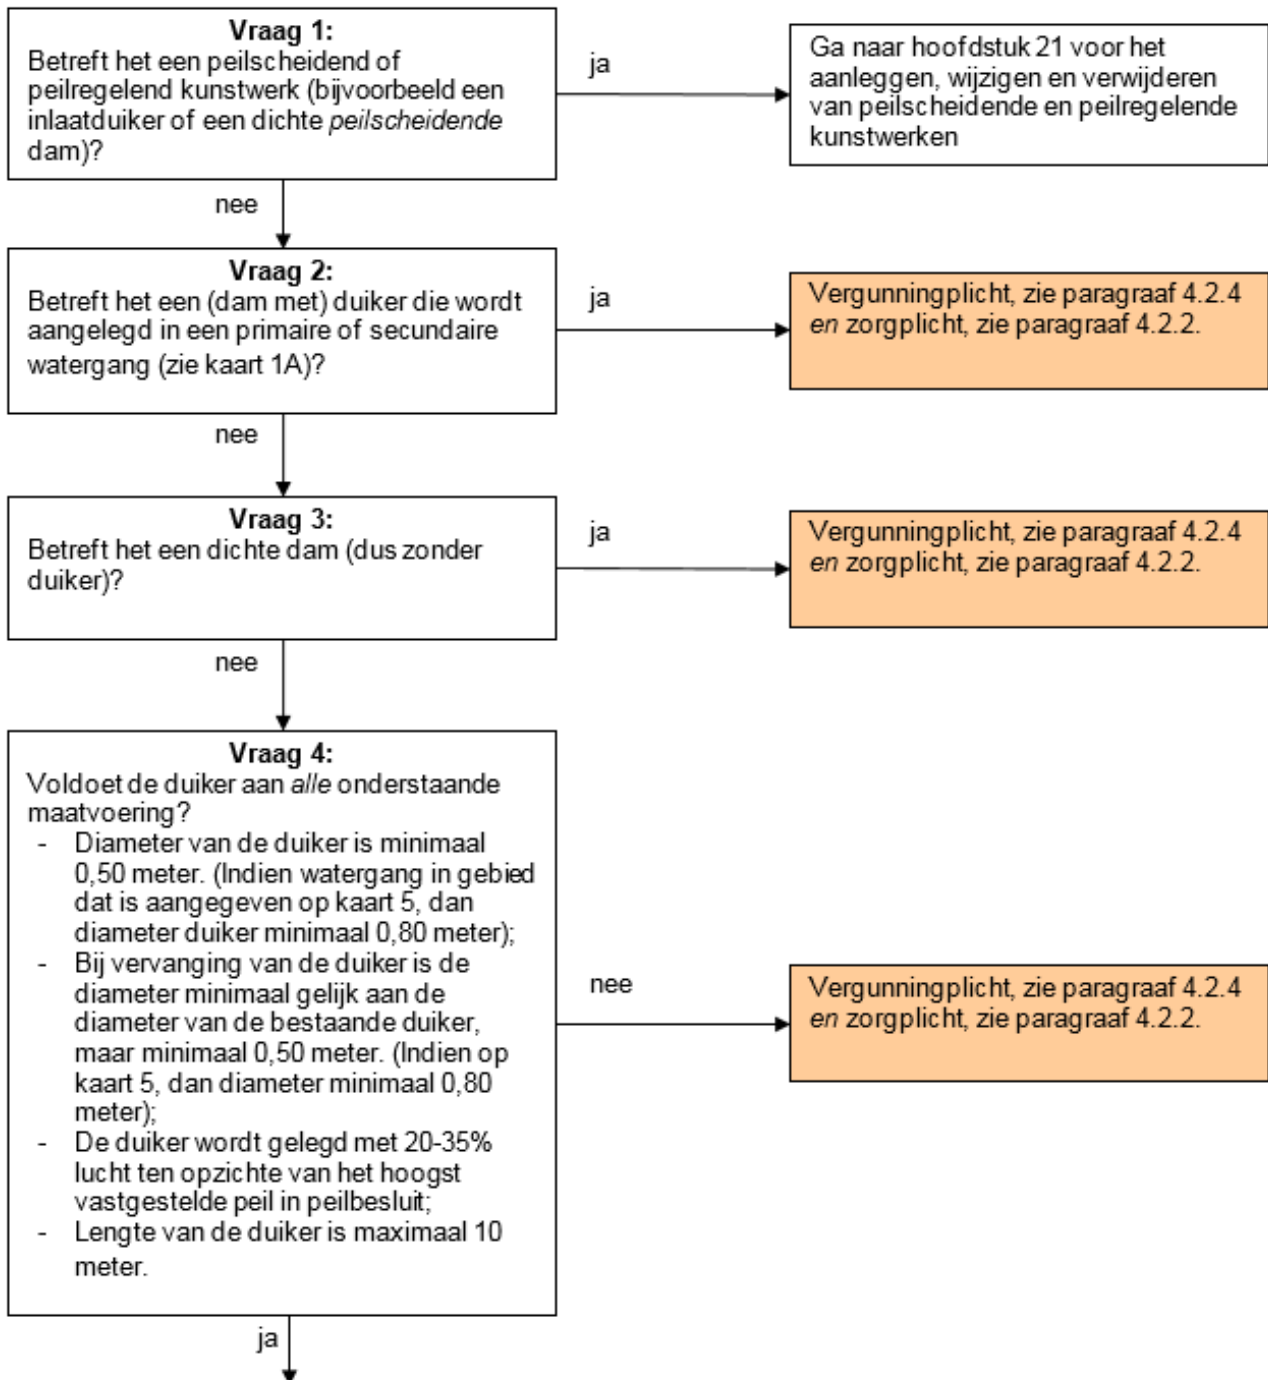 Vraag 1:
Betreft het een peilscheidend of
peilregelend kunstwerk (bijvoorbeeld een
inlaatduiker of een dichte peilscheidende
dam)?
ja
Ga naar hoofdstuk 21 voor het
aanleggen, wijzigen en verwijderen
van peilscheidende en peilregelende
kunstwerken
nee
Vraag 2:
Betreft het een (dam met) duiker die wordt
aangelegd in een primaire of secundaire
watergang (zie kaart 1A)?
ja
Vergunningplicht, zie paragraaf 4.2.4
en zorgplicht, zie paragraaf 4.2.2.
nee
Vraag 3:
Betreft het een dichte dam (dus zonder
duiker)?
ja
Vergunningplicht, zie paragraaf 4.2.4
en zorgplicht, zie paragraaf 4.2.2.
nee
Vraag 4:
Voldoet de duiker aan alle onderstaande
maatvoering?
- Diameter van de duiker is minimaal
0,50 meter. (Indien watergang in gebied
dat is aangegeven op kaart 5, dan
diameter duiker minimaal 0,80 meter);
- Bij vervanging van de duiker is de
diameter minimaal gelijk aan de
diameter van de bestaande duiker,
maar minimaal 0,50 meter. (Indien op
kaart 5, dan diameter minimaal 0,80
meter);
- De duiker wordt gelegd met 20-35%
lucht ten opzichte van het hoogst
vastgestelde peil in peilbesluit;
- Lengte van de duiker is maximaal 10
meter.
nee
Vergunningplicht, zie paragraaf 4.2.4
en zorgplicht, zie paragraaf 4.2.2.
ja